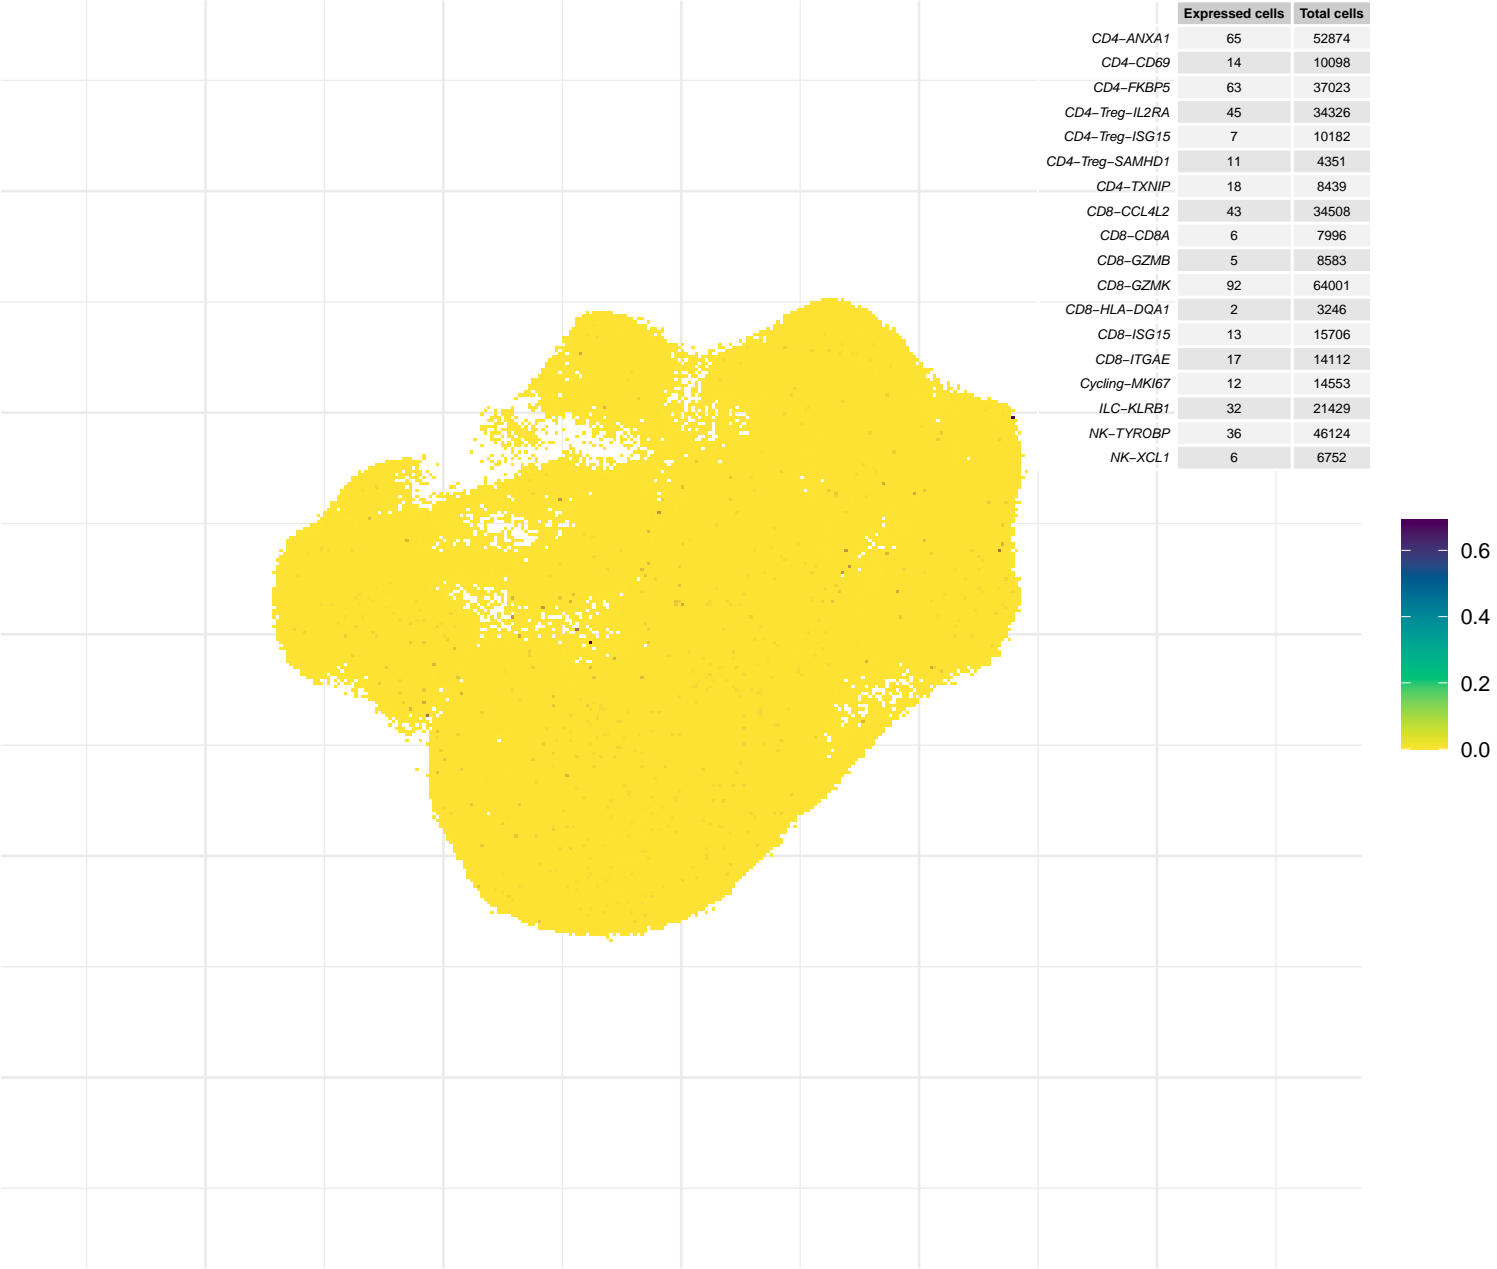 Expressed cells Total cells
CD4−ANXA1 65 52874
CD4−CD69 14 10098
CD4−FKBP5 63 37023
CD4−Treg−IL2RA 45 34326
CD4−Treg−ISG15 7 10182
CD4−Treg−SAMHD1 11 4351
CD4−TXNIP 18 8439
CD8−CCL4L2 43 34508
CD8−CD8A 6 7996
CD8−GZMB 5 8583
CD8−GZMK 92 64001
CD8−HLA−DQA1 2 3246
CD8−ISG15 13 15706
CD8−ITGAE 17 14112
Cycling−MKI67 12 14553
ILC−KLRB1 32 21429
NK−TYROBP 36 46124
NK−XCL1 6 6752
0.6
0.4
0.2
0.0